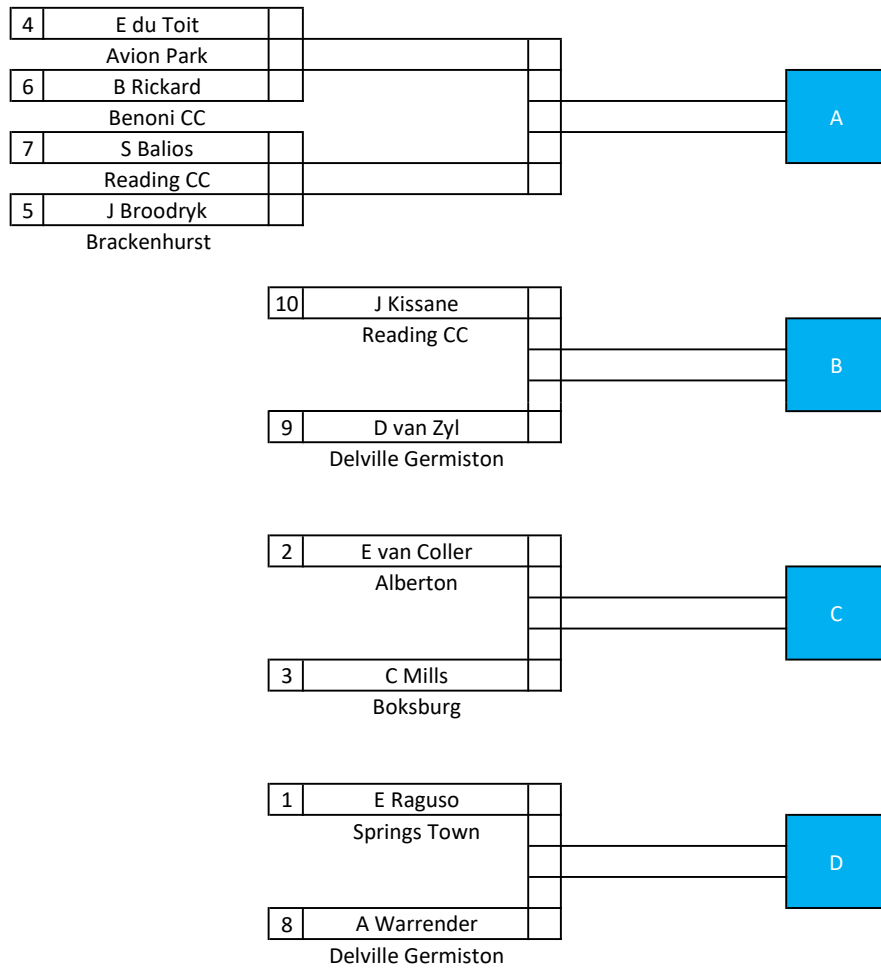 4 E du Toit
Avion Park
6 B Rickard
Benoni CC
A
7 S Balios
Reading CC
5 J Broodryk
Brackenhurst
10 J Kissane
Reading CC
B
9 D van Zyl
Delville Germiston
2 E van Coller
Alberton
C
3 C Mills
Boksburg
1 E Raguso
Springs Town
D
8 A Warrender
Delville Germiston